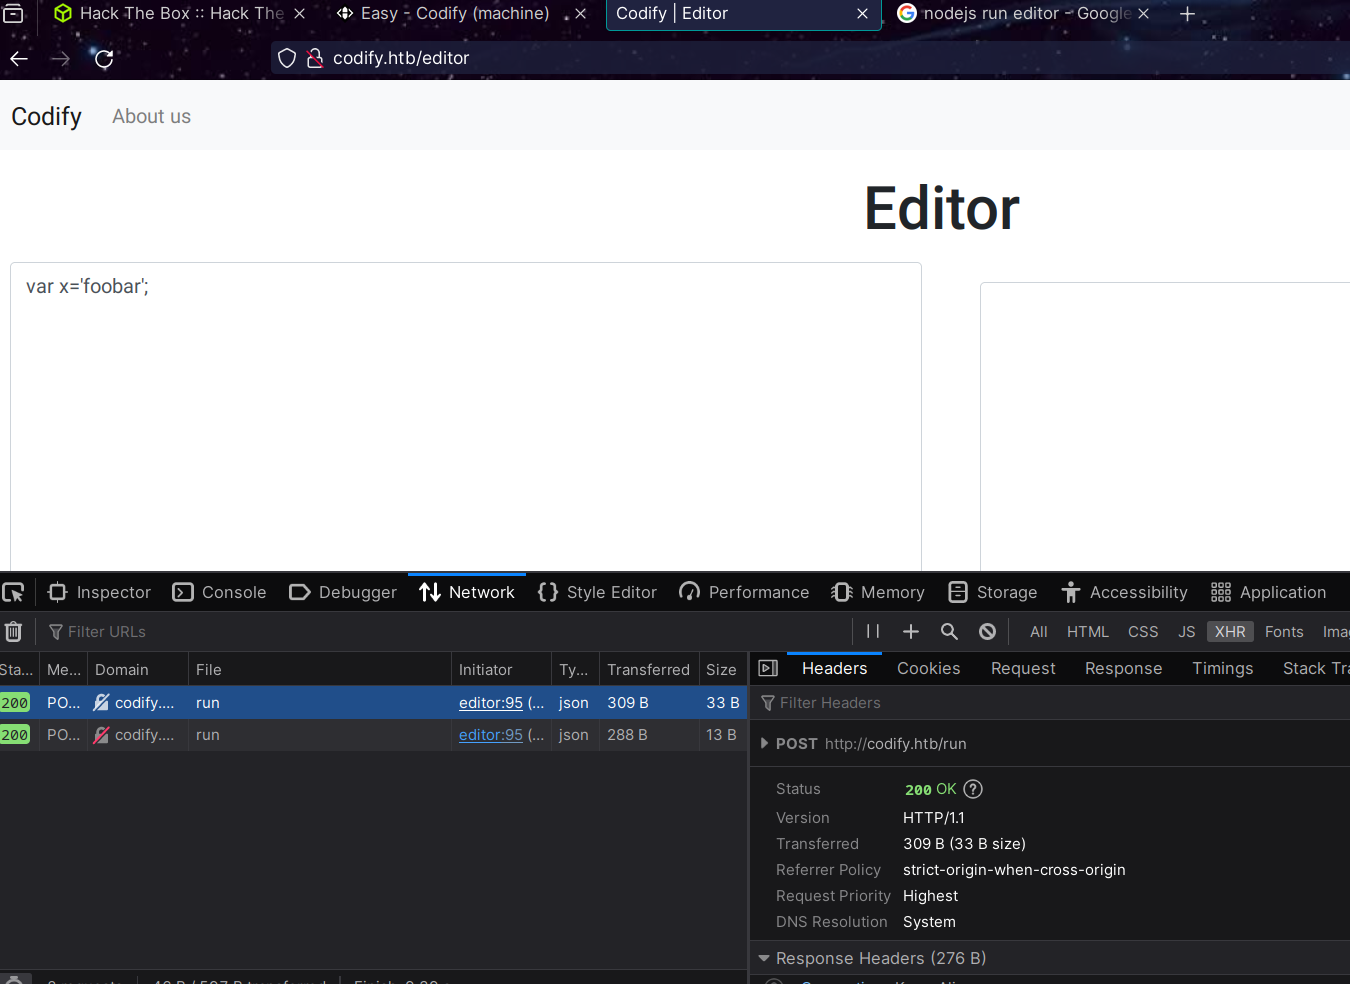 Hack The Box :: Hack The
Easy - Codify (machine)
Codify | Editor
nodejs run editor - Google
codify.htb/editor
Codify About us
Editor
var x='foobar';
Inspector Console Debugger Network Style Editor Performance Memory Storage Accessibility Application
Filter URLs
All HTML CSS JS XHR Fonts Ima
Sta... Me... Domain File Initiator Ty... Transferred Size
200 PO... codify.... run editor:95 (... json 309 B 33 B
200 PO... codify.... run editor:95 (... json 288 B 13 B
Headers Cookies Request Response Timings Stack Tra
Filter Headers
POST http://codify.htb/run
Status 200 OK
Version HTTP/1.1
Transferred 309 B (33 B size)
Referrer Policy strict-origin-when-cross-origin
Request Priority Highest
DNS Resolution System
Response Headers (276 B)